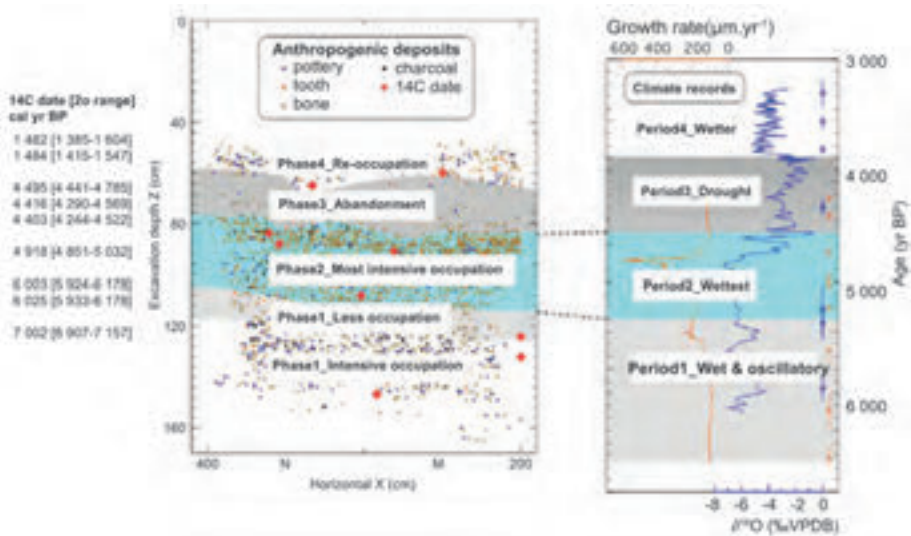 14C date [2σ range]
cal yr BP
1 482 [1 385-1 604]
1 484 [1 415-1 547]
4 495 [4 441-4 785]
4 416 [4 290-4 569]
4 403 [4 244-4 522]
4 918 [4 851-5 032]
6 003 [5 924-6 178]
6 025 [5 933-6 178]
7 002 [6 907-7 157]
Excavation depth Z (cm)
0
40
80
120
160
Anthropogenic deposits
pottery
charcoal
tooth
14C date
bone
Phase4_Re-occupation
Phase3_Abandonment
Phase2_Most intensive occupation
Phase1_Less occupation
Phase1_Intensive occupation
400
N
M
200
Horizontal X (cm)
Growth rate(μm.yr⁻¹)
600 400 200 0
Climate records
Period4_Wetter
Period3_Drought
Period2_Wettest
Period1_Wet & oscillatory
3 000
4 000
5 000
6 000
Age (yr BP)
-8 -6 -4 -2 0
δ¹⁸O (‰VPDB)